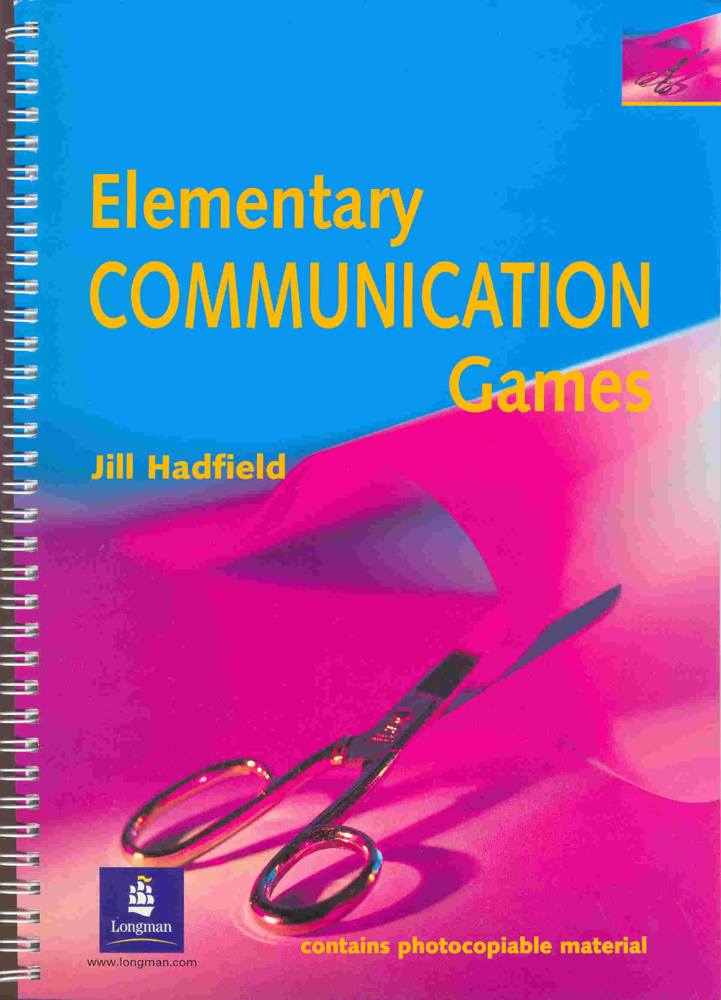 Elementary
COMMUNICATION
Games
Jill Hadfield
Longman
contains photocopiable material
www.longman.com